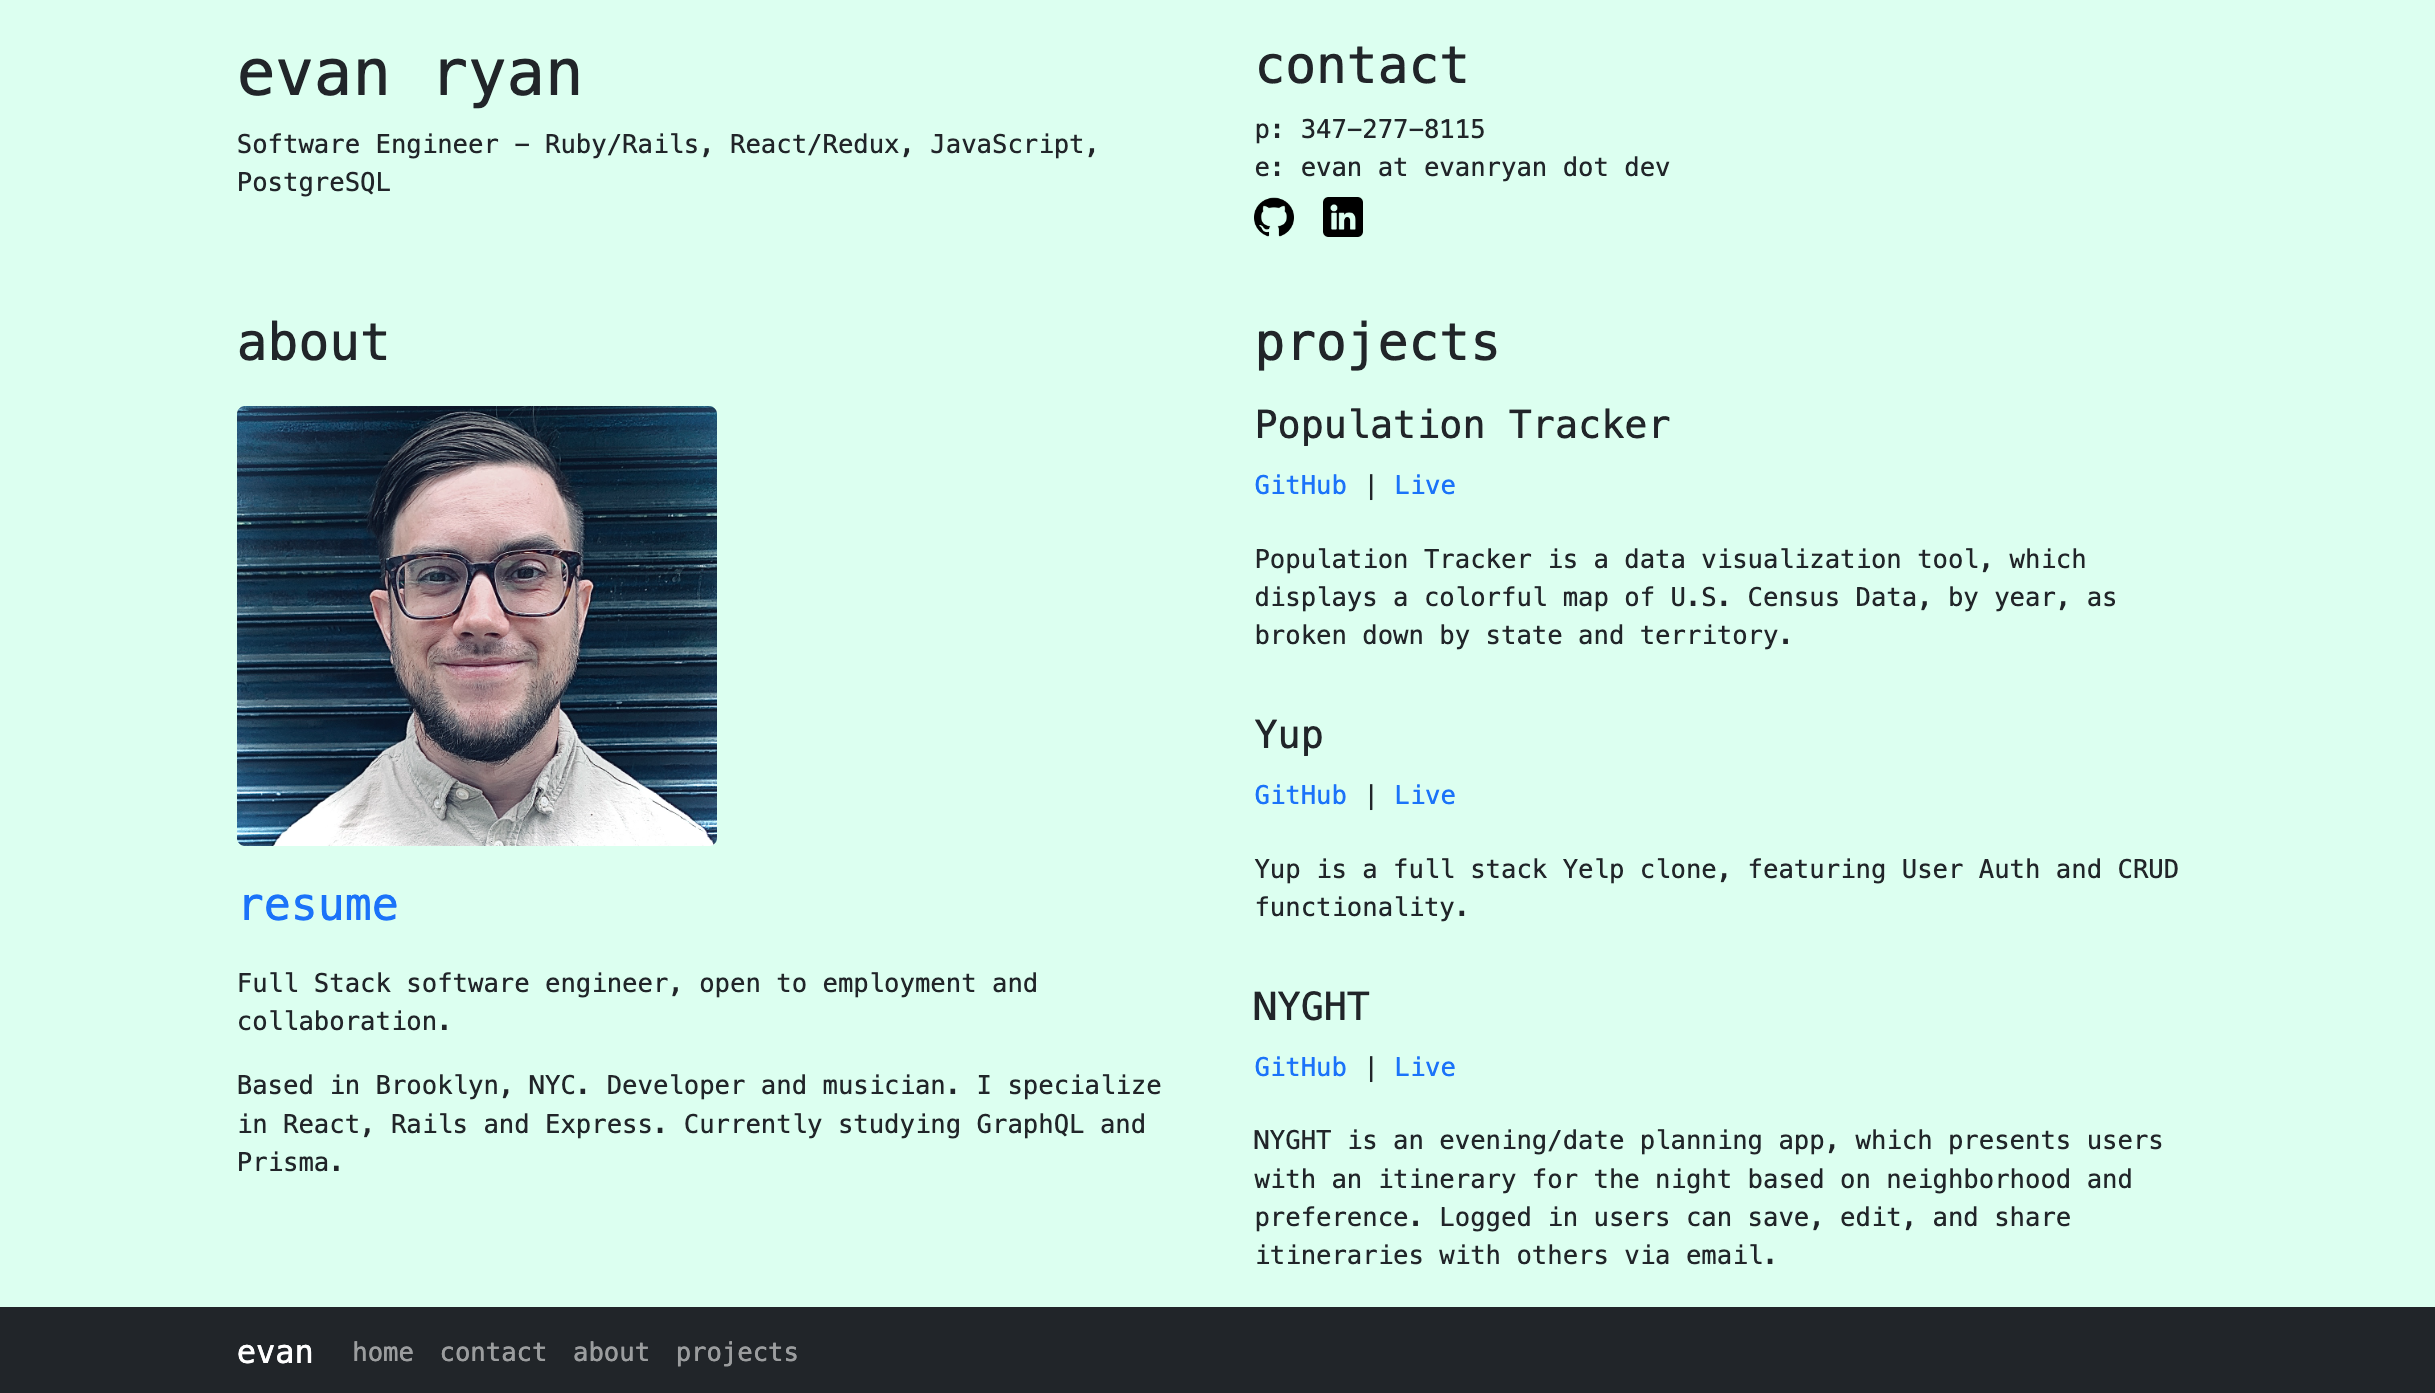 evan ryan
Software Engineer - Ruby/Rails, React/Redux, JavaScript,
PostgreSQL
contact
p: 347-277-8115
e: evan at evanryan dot dev
in
about
resume
Full Stack software engineer, open to employment and
collaboration.
Based in Brooklyn, NYC. Developer and musician. I specialize
in React, Rails and Express. Currently studying GraphQL and
Prisma.
projects
Population Tracker
GitHub | Live
Population Tracker is a data visualization tool, which
displays a colorful map of U.S. Census Data, by year, as
broken down by state and territory.
Yup
GitHub | Live
Yup is a full stack Yelp clone, featuring User Auth and CRUD
functionality.
NYGHT
GitHub | Live
NYGHT is an evening/date planning app, which presents users
with an itinerary for the night based on neighborhood and
preference. Logged in users can save, edit, and share
itineraries with others via email.
evan home contact about projects